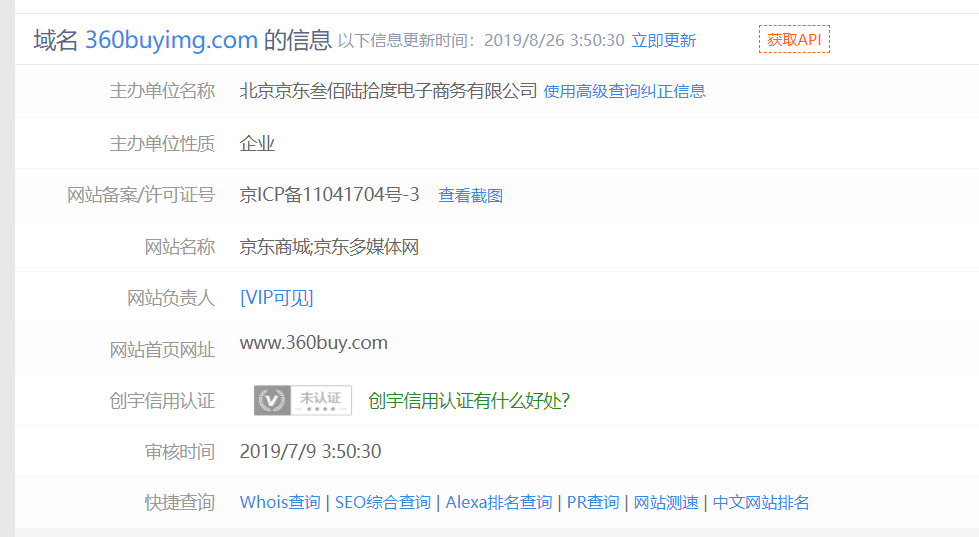 域名 360buyimg.com 的信息 以下信息更新时间：2019/8/26 3:50:30 立即更新 获取API
主办单位名称 北京京东叁佰陆拾度电子商务有限公司 使用高级查询纠正信息
主办单位性质 企业
网站备案/许可证号 京ICP备11041704号-3 查看截图
网站名称 京东商城;京东多媒体网
网站负责人 [VIP可见]
网站首页网址 www.360buy.com
创宇信用认证 未认证 创宇信用认证有什么好处?
审核时间 2019/7/9 3:50:30
快捷查询 Whois查询 | SEO综合查询 | Alexa排名查询 | PR查询 | 网站测速 | 中文网站排名